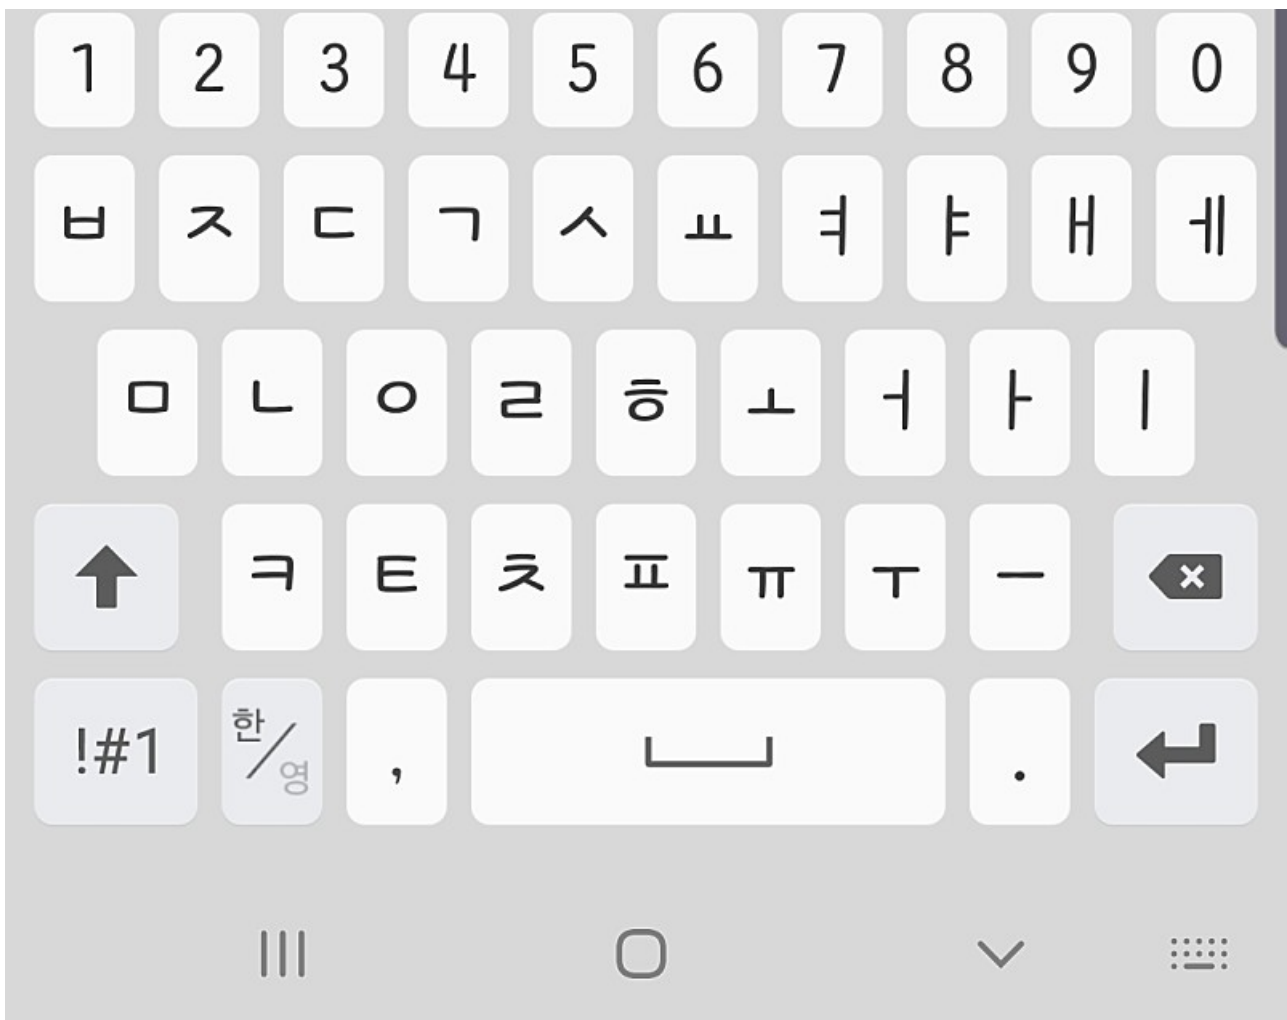 1 2 3 4 5 6 7 8 9 0
ㅂ ㅈ ㄷ ㄱ ㅅ ㅛ ㅕ ㅑ ㅐ ㅔ
ㅁ ㄴ ㅇ ㄹ ㅎ ㅗ ㅓ ㅏ ㅣ
ㅋ ㅌ ㅊ ㅍ ㅠ ㅜ ㅡ
!#1 한/영 , .